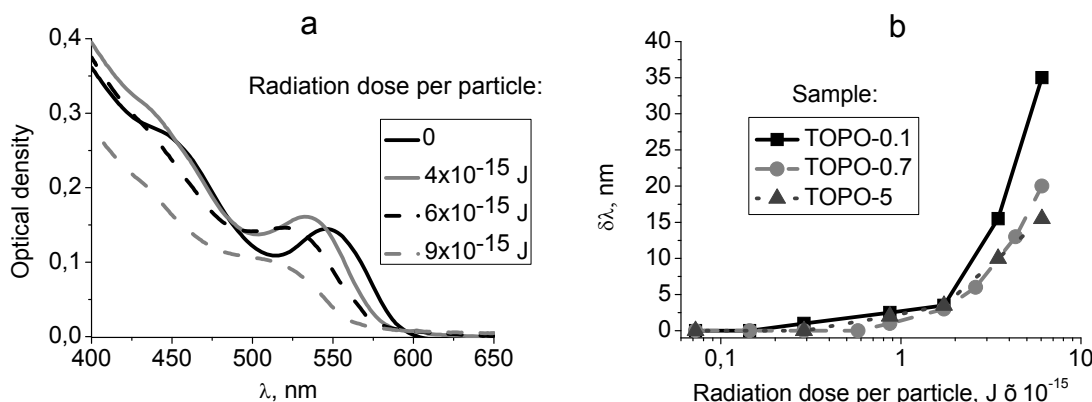 a
0,4
0,3
0,2
0,1
0,0
Optical density
400 450 500 550 600 650
λ, nm
Radiation dose per particle:
0
4x10⁻¹⁵ J
6x10⁻¹⁵ J
9x10⁻¹⁵ J
b
40
35
30
25
20
15
10
5
0
δλ, nm
0,1 1 10
Radiation dose per particle, J õ 10⁻¹⁵
Sample:
TOPO-0.1
TOPO-0.7
TOPO-5